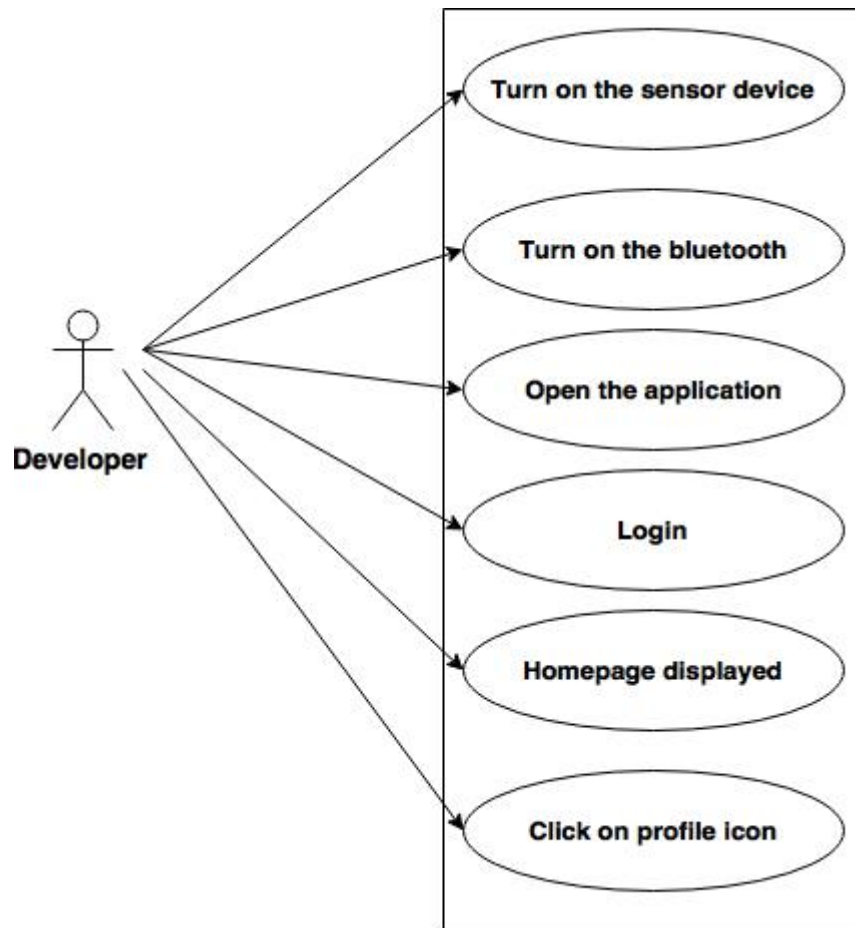 Turn on the sensor device
Turn on the bluetooth
Open the application
Developer
Login
Homepage displayed
Click on profile icon